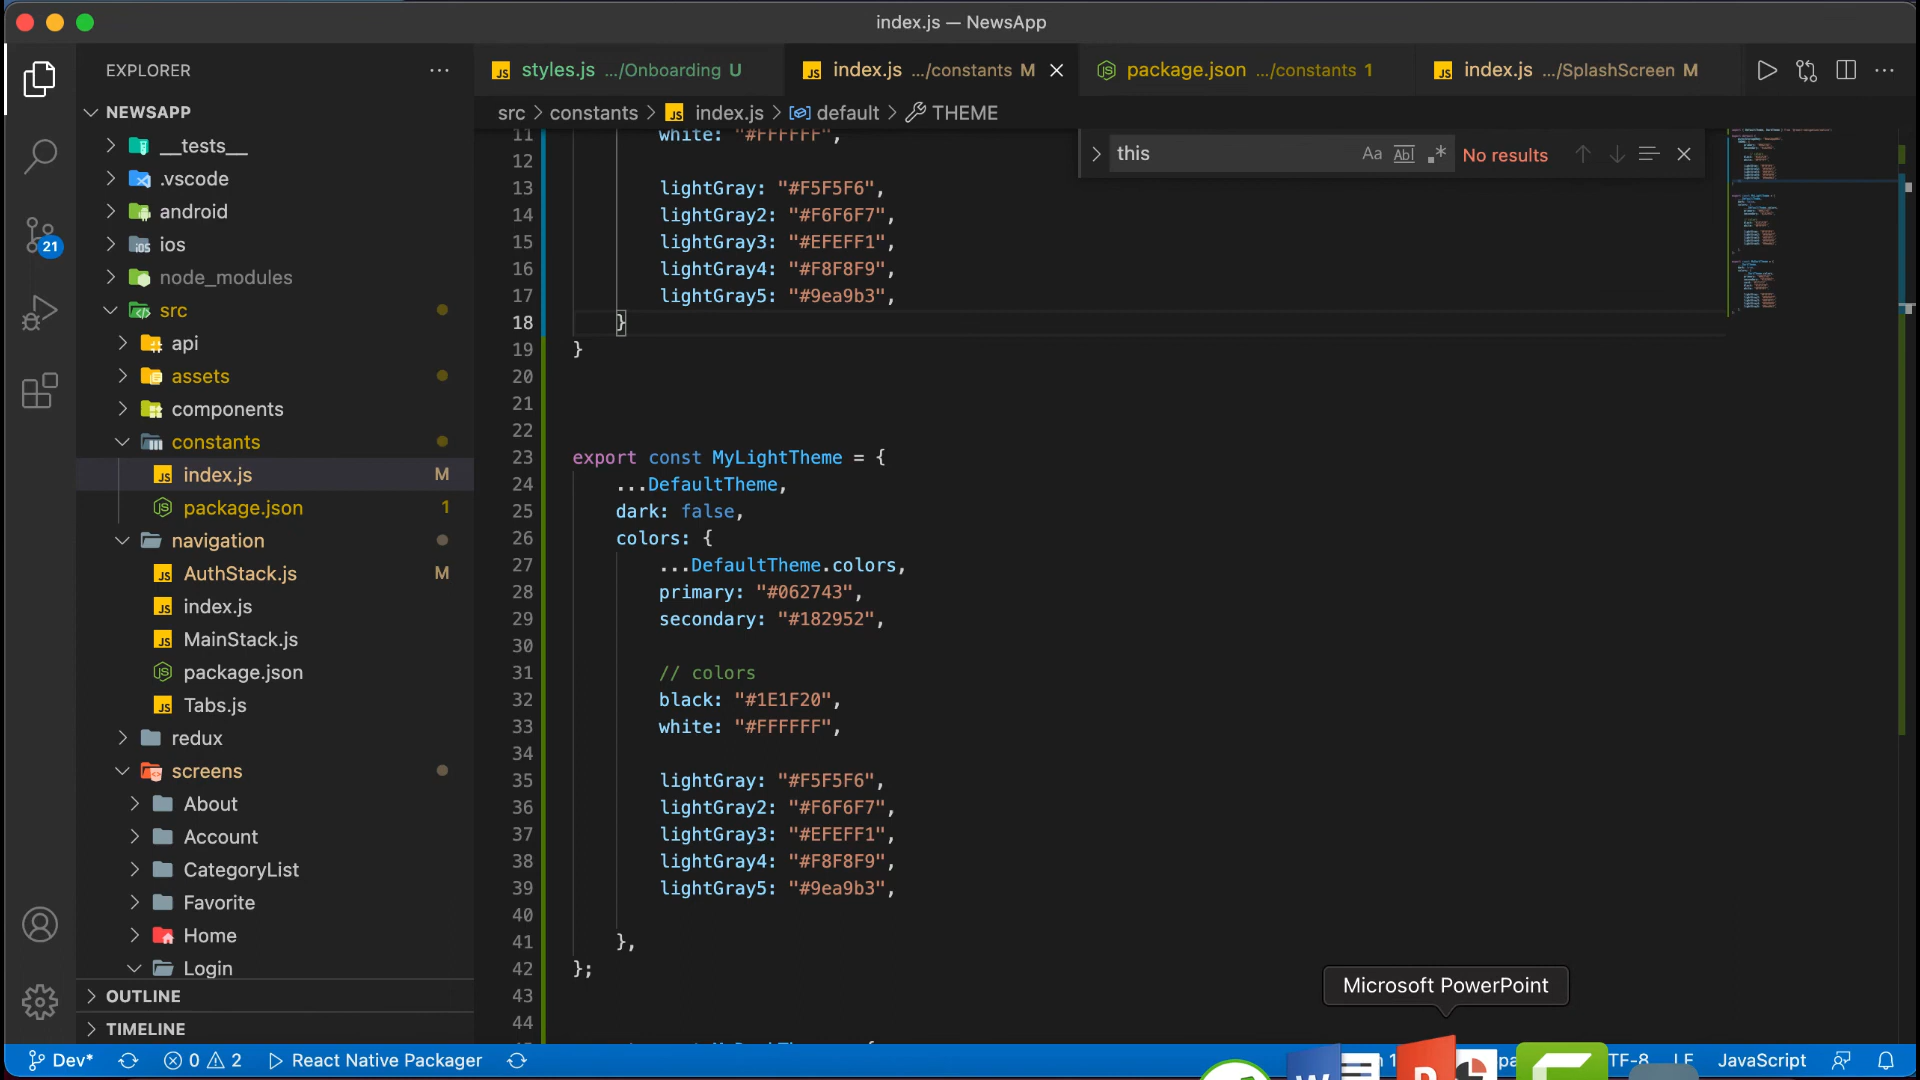 index.js — NewsApp
EXPLORER
styles.js .../Onboarding U
index.js .../constants M
package.json .../constants 1
index.js .../SplashScreen M
NEWSAPP
src > constants > index.js > default > THEME
__tests__
.vscode
android
ios
node_modules
src
api
assets
components
constants
index.js M
package.json 1
navigation
AuthStack.js M
index.js
MainStack.js
package.json
Tabs.js
redux
screens
About
Account
CategoryList
Favorite
Home
Login
OUTLINE
TIMELINE
21
this
Aa Abl No results
11 white: "#FFFFFF",
12
13 lightGray: "#F5F5F6",
14 lightGray2: "#F6F6F7",
15 lightGray3: "#EFEFF1",
16 lightGray4: "#F8F8F9",
17 lightGray5: "#9ea9b3",
18 }
19 }
20
21
22
23 export const MyLightTheme = {
24 ...DefaultTheme,
25 dark: false,
26 colors: {
27 ...DefaultTheme.colors,
28 primary: "#062743",
29 secondary: "#182952",
30
31 // colors
32 black: "#1E1F20",
33 white: "#FFFFFF",
34
35 lightGray: "#F5F5F6",
36 lightGray2: "#F6F6F7",
37 lightGray3: "#EFEFF1",
38 lightGray4: "#F8F8F9",
39 lightGray5: "#9ea9b3",
40
41 },
42 };
43
44
Microsoft PowerPoint
Dev* 0 2 React Native Packager
LF JavaScript